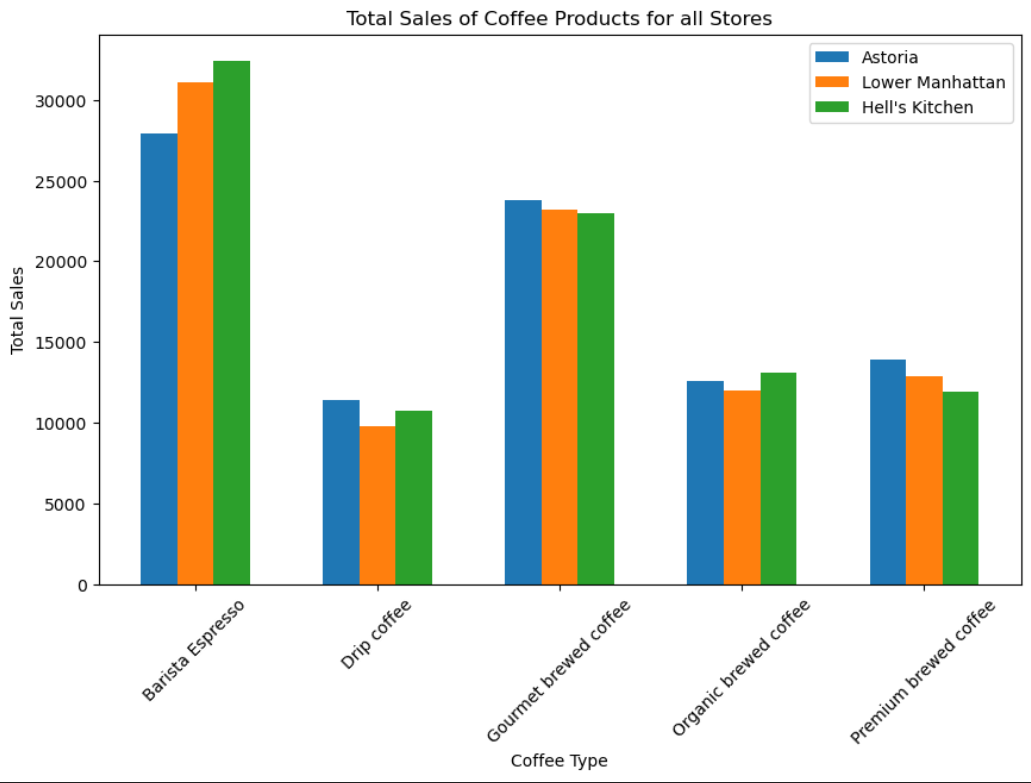 Total Sales of Coffee Products for all Stores
Astoria
Lower Manhattan
Hell's Kitchen
30000
25000
20000
15000
10000
5000
0
Total Sales
Barista Espresso
Drip coffee
Gourmet brewed coffee
Organic brewed coffee
Premium brewed coffee
Coffee Type